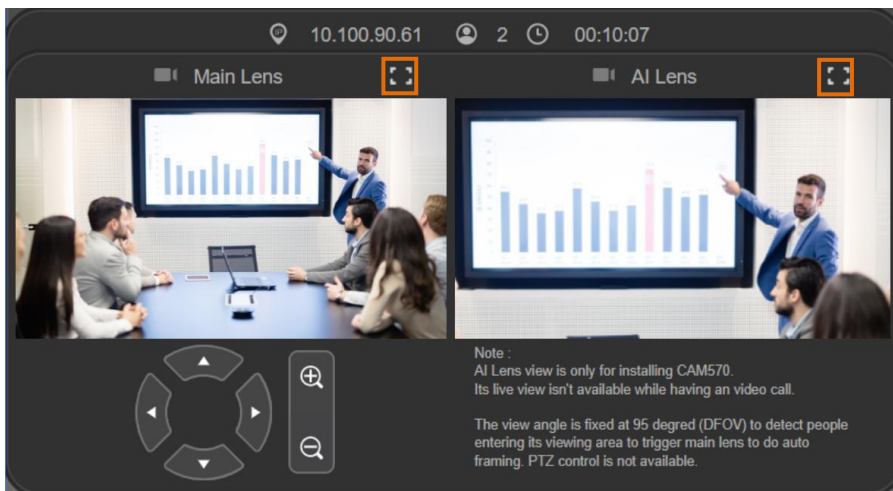 10.100.90.61 2 00:10:07
Main Lens
AI Lens
Note :
AI Lens view is only for installing CAM570.
Its live view isn't available while having an video call.
The view angle is fixed at 95 degred (DFOV) to detect people
entering its viewing area to trigger main lens to do auto
framing. PTZ control is not available.